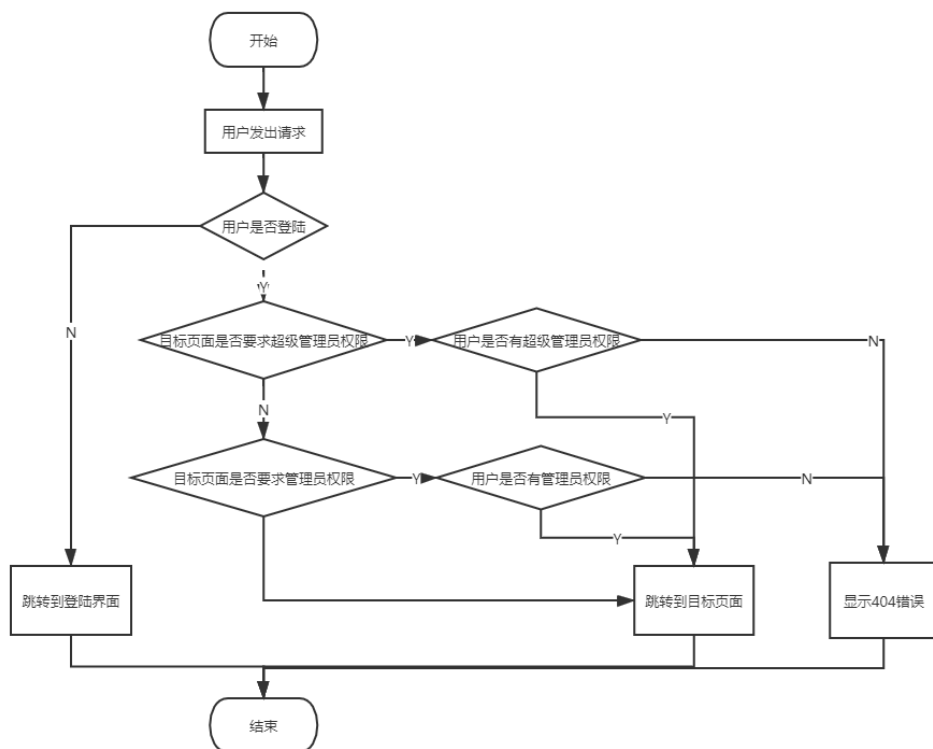 开始
用户发出请求
用户是否登陆
Y
N
目标页面是否要求超级管理员权限
Y
用户是否有超级管理员权限
N
N
Y
目标页面是否要求管理员权限
Y
用户是否有管理员权限
N
Y
跳转到登陆界面
跳转到目标页面
显示404错误
结束